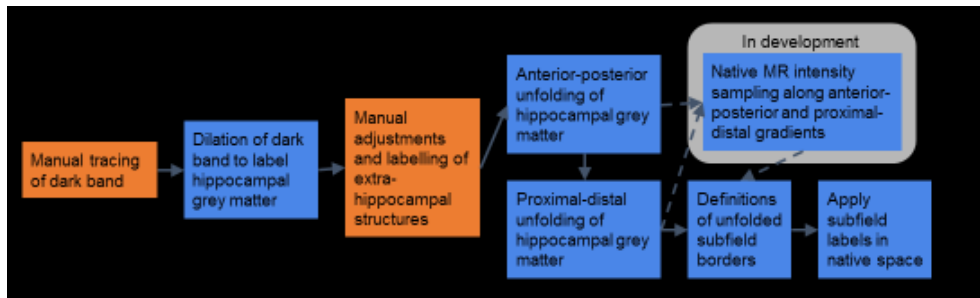 Manual tracing
of dark band
Dilation of dark
band to label
hippocampal
grey matter
Manual
adjustments
and labelling of
extra-
hippocampal
structures
Anterior-posterior
unfolding of
hippocampal grey
matter
Proximal-distal
unfolding of
hippocampal grey
matter
In development
Native MR intensity
sampling along anterior-
posterior and proximal-
distal gradients
Definitions
of unfolded
subfield
borders
Apply
subfield
labels in
native space